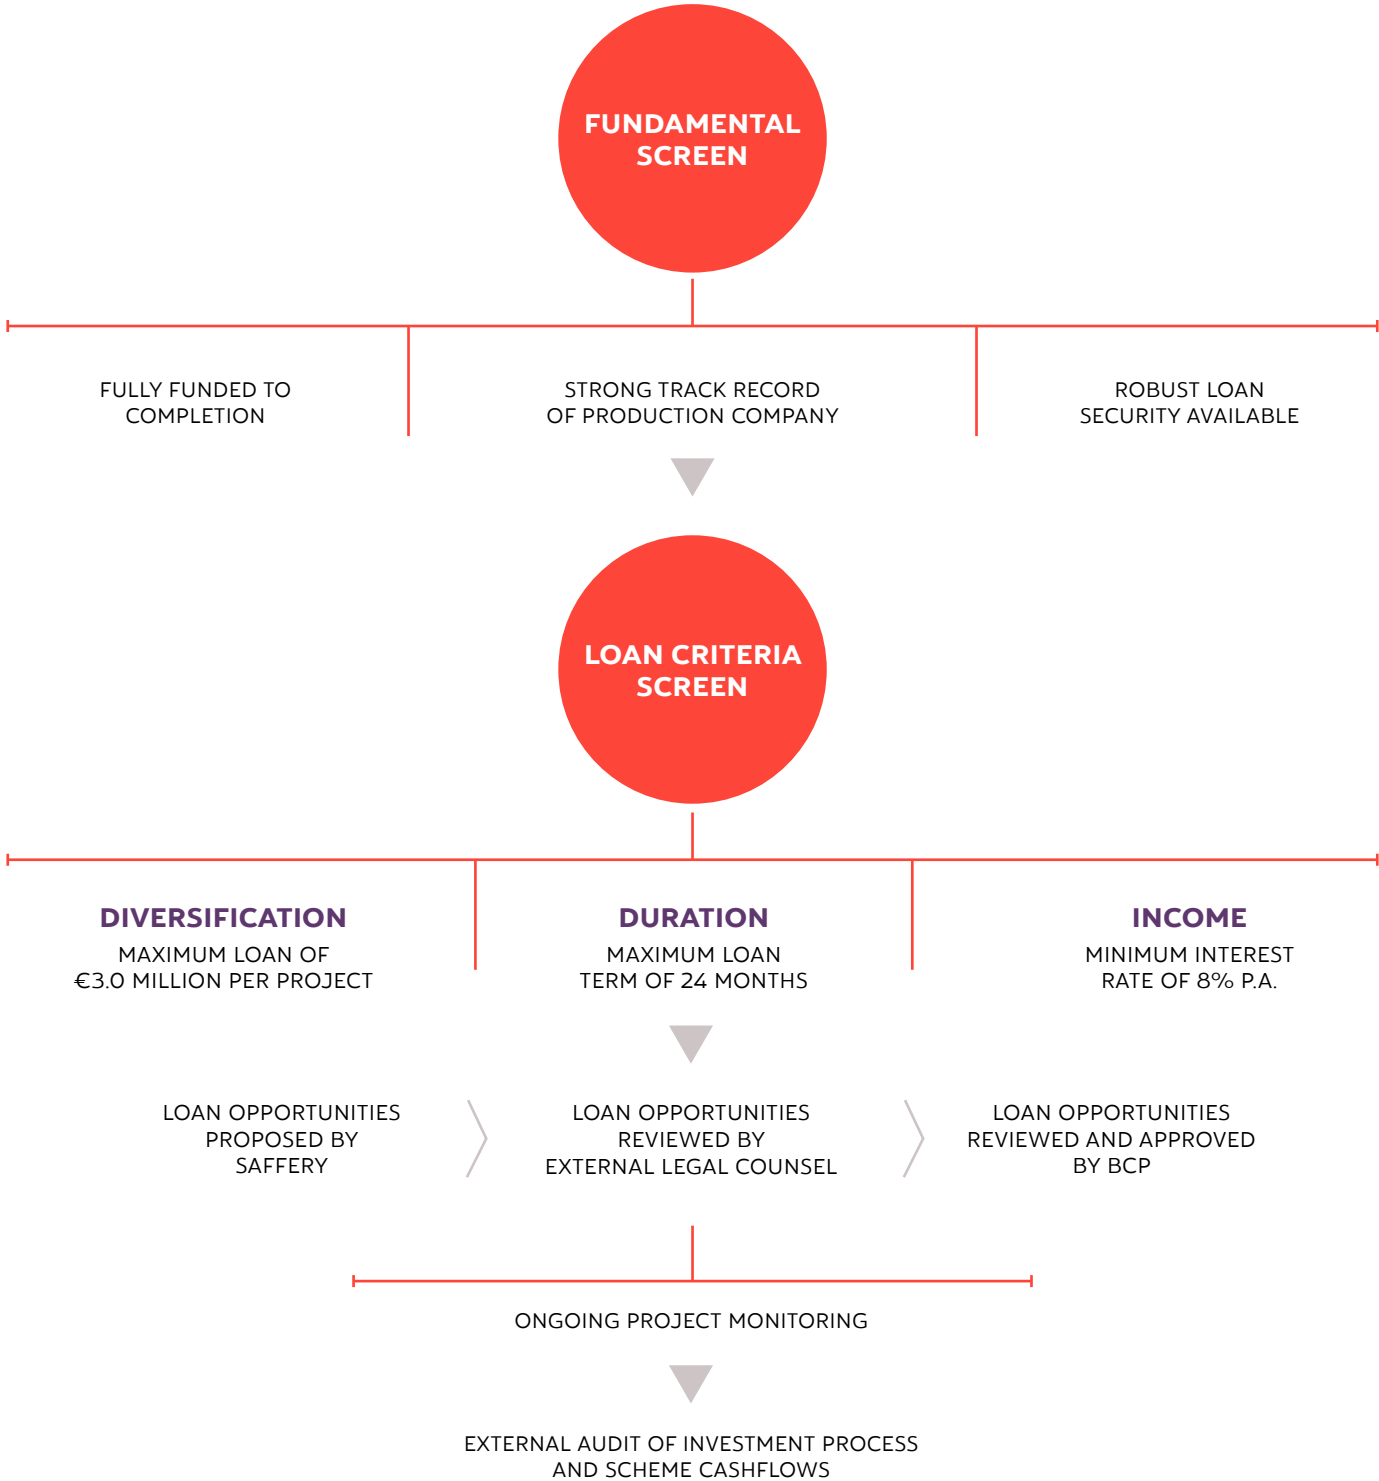 FUNDAMENTAL
SCREEN
FULLY FUNDED TO
COMPLETION
STRONG TRACK RECORD
OF PRODUCTION COMPANY
ROBUST LOAN
SECURITY AVAILABLE
LOAN CRITERIA
SCREEN
DIVERSIFICATION
MAXIMUM LOAN OF
€3.0 MILLION PER PROJECT
DURATION
MAXIMUM LOAN
TERM OF 24 MONTHS
INCOME
MINIMUM INTEREST
RATE OF 8% P.A.
LOAN OPPORTUNITIES
PROPOSED BY
SAFFERY
LOAN OPPORTUNITIES
REVIEWED BY
EXTERNAL LEGAL COUNSEL
LOAN OPPORTUNITIES
REVIEWED AND APPROVED
BY BCP
ONGOING PROJECT MONITORING
EXTERNAL AUDIT OF INVESTMENT PROCESS
AND SCHEME CASHFLOWS